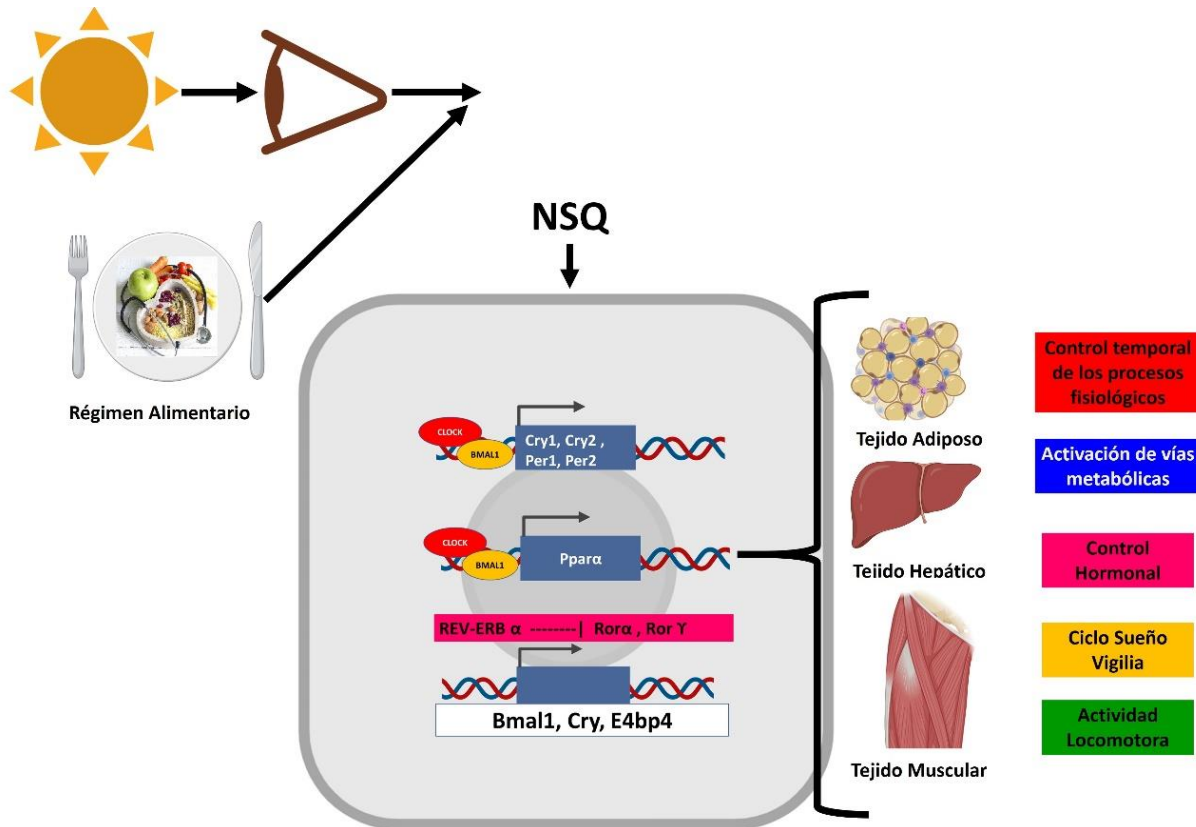 NSQ
Régimen Alimentario
CLOCK
BMAL1
Cry1, Cry2 ,
Per1, Per2
CLOCK
BMAL1
Pparα
REV-ERB α --------| Rorα , Ror ϒ
Bmal1, Cry, E4bp4
Tejido Adiposo
Tejido Hepático
Tejido Muscular
Control temporal
de los procesos
fisiológicos
Activación de vías
metabólicas
Control
Hormonal
Ciclo Sueño
Vigilia
Actividad
Locomotora